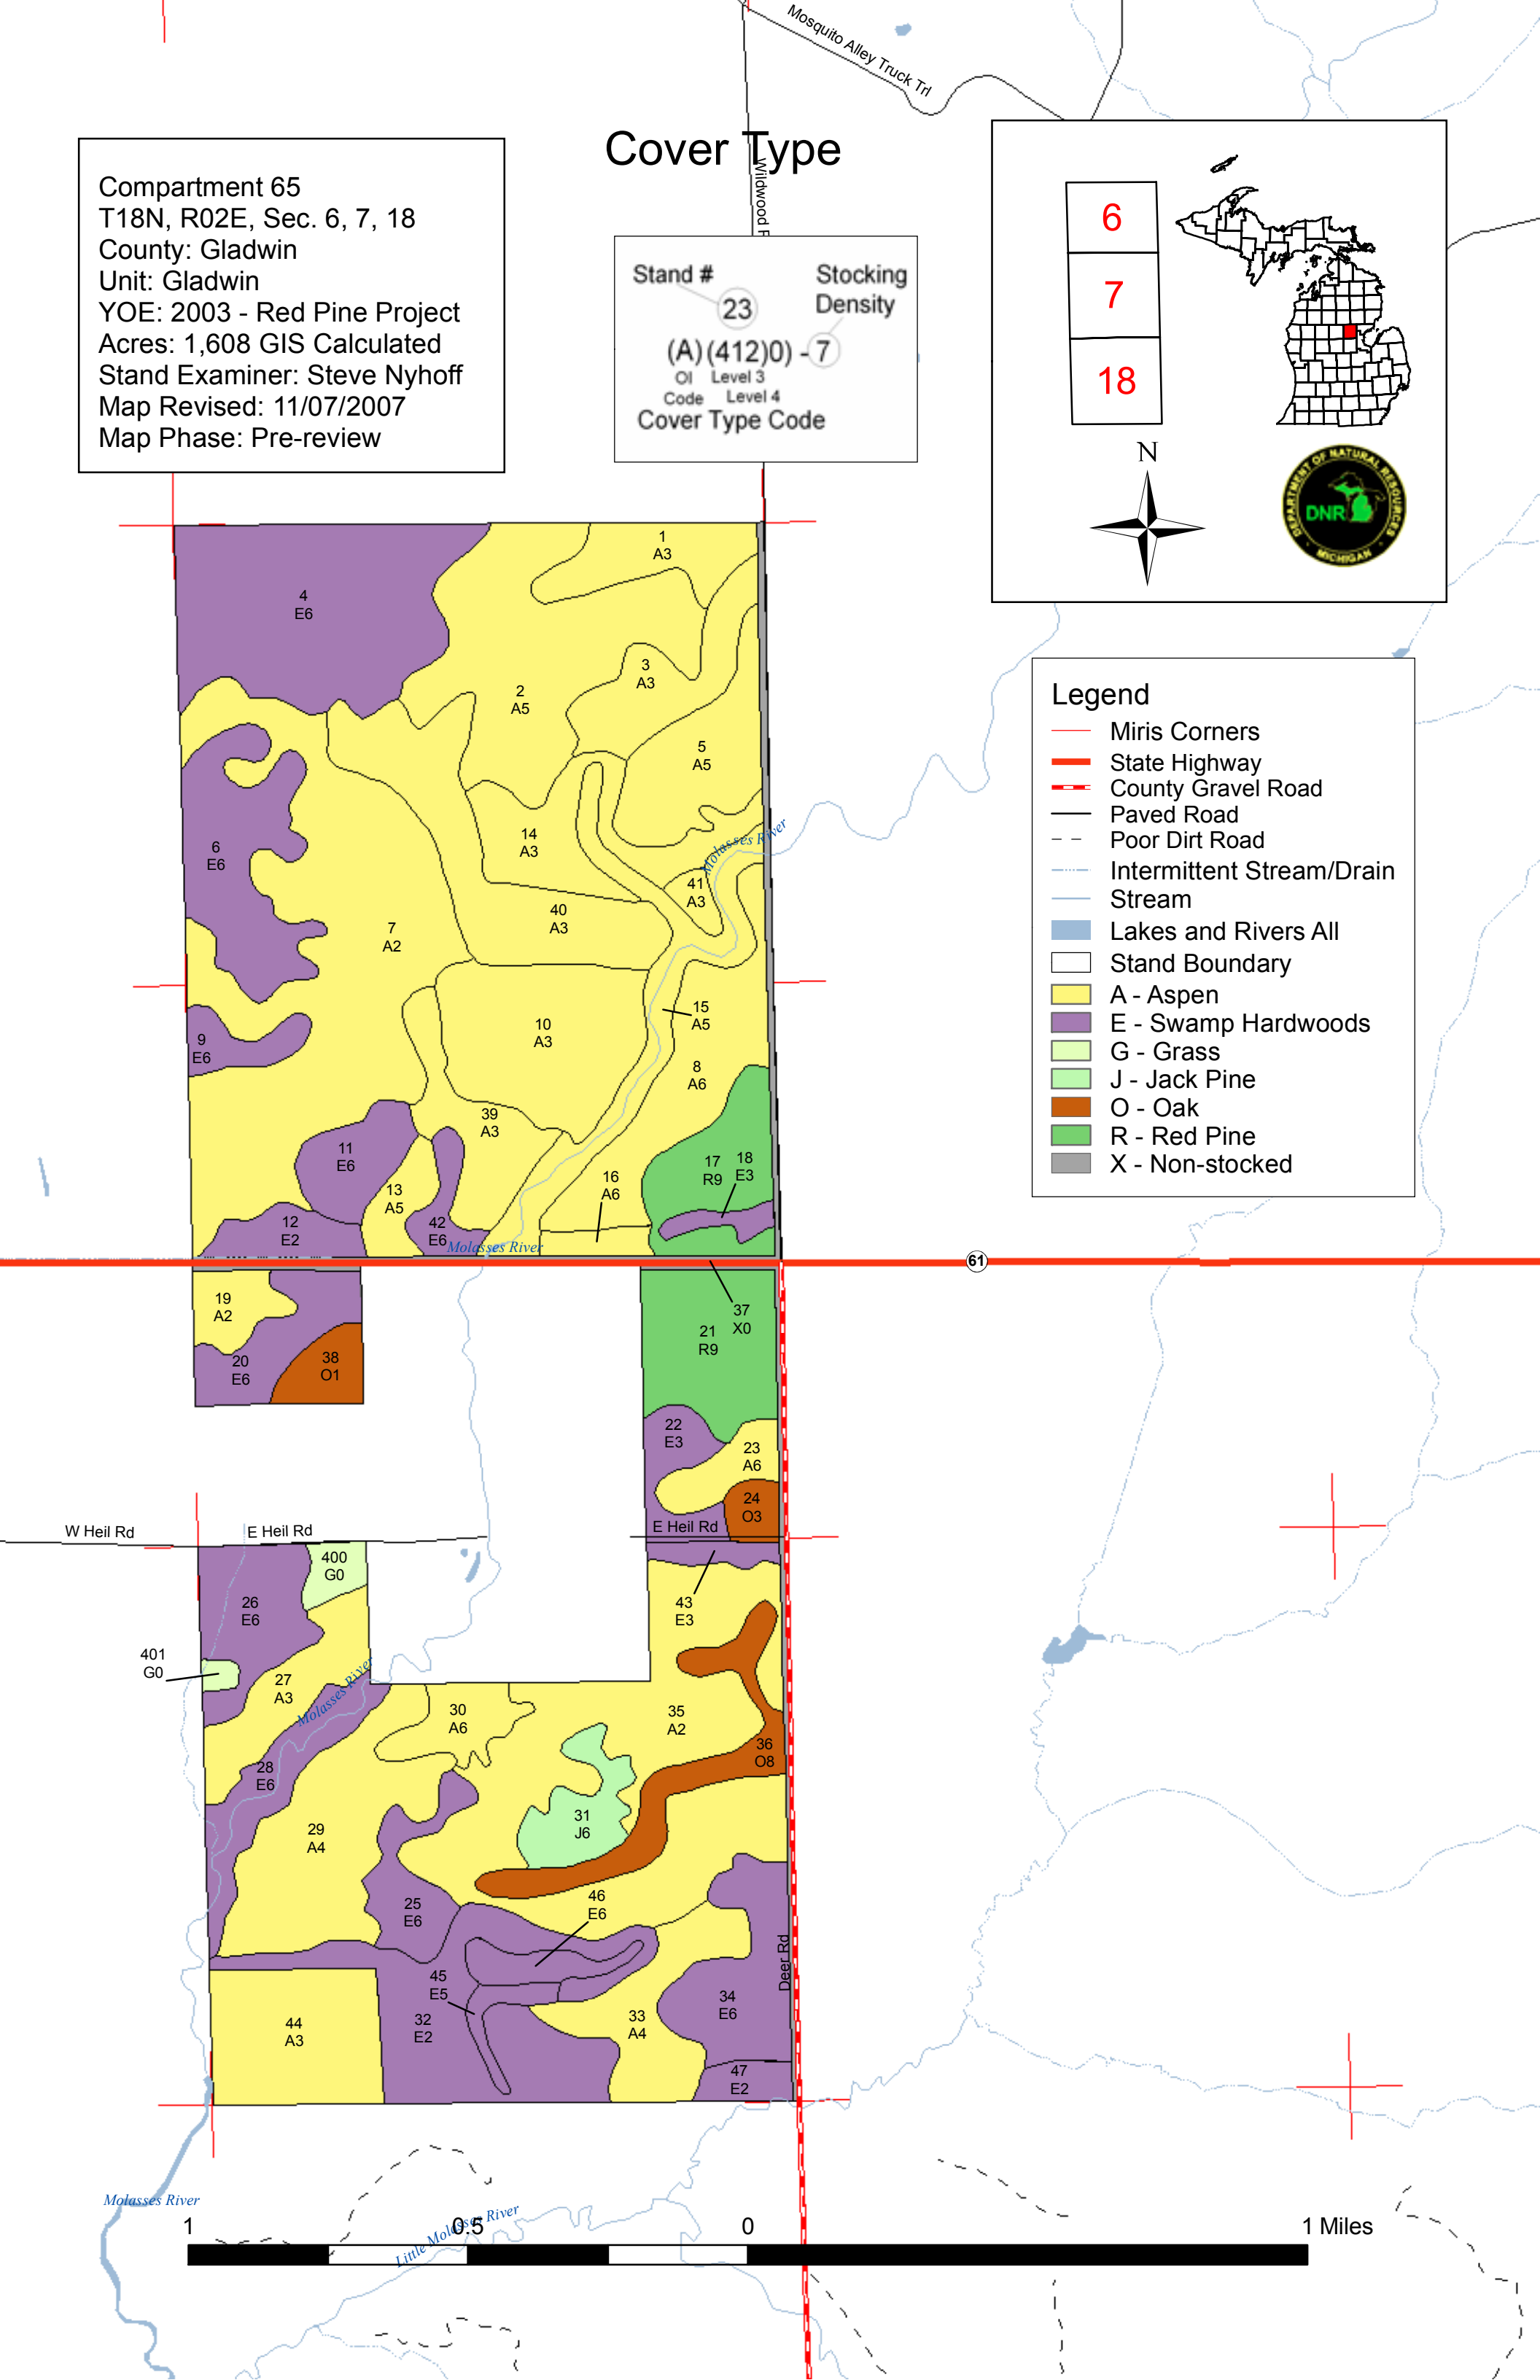 Mosquito Alley Truck Trl
Cover Type
Wildwood R
Compartment 65
T18N, R02E, Sec. 6, 7, 18
County: Gladwin
Unit: Gladwin
YOE: 2003 - Red Pine Project
Acres: 1,608 GIS Calculated
Stand Examiner: Steve Nyhoff
Map Revised: 11/07/2007
Map Phase: Pre-review
Stand #
Stocking
Density
23
(A) (412)0) - 7
OI Level 3
Code Level 4
Cover Type Code
6
7
18
N
DEPARTMENT OF NATURAL RESOURCES
DNR
MICHIGAN
Legend
Miris Corners
State Highway
County Gravel Road
Paved Road
Poor Dirt Road
Intermittent Stream/Drain
Stream
Lakes and Rivers All
Stand Boundary
A - Aspen
E - Swamp Hardwoods
G - Grass
J - Jack Pine
O - Oak
R - Red Pine
X - Non-stocked
1
A3
4
E6
3
A3
2
A5
5
A5
14
A3
6
E6
Molasses River
41
A3
40
A3
7
A2
15
A5
10
A3
9
E6
8
A6
39
A3
11
E6
17
R9
18
E3
16
A6
13
A5
12
E2
42
E6
Molasses River
61
19
A2
37
X0
21
R9
20
E6
38
O1
22
E3
23
A6
24
O3
W Heil Rd
E Heil Rd
E Heil Rd
400
G0
26
E6
43
E3
401
G0
27
A3
Molasses River
30
A6
35
A2
36
O8
28
E6
31
J6
29
A4
46
E6
25
E6
Deer Rd
45
E5
34
E6
32
E2
33
A4
44
A3
47
E2
Molasses River
Little Molasses River
1
0.5
0
1 Miles